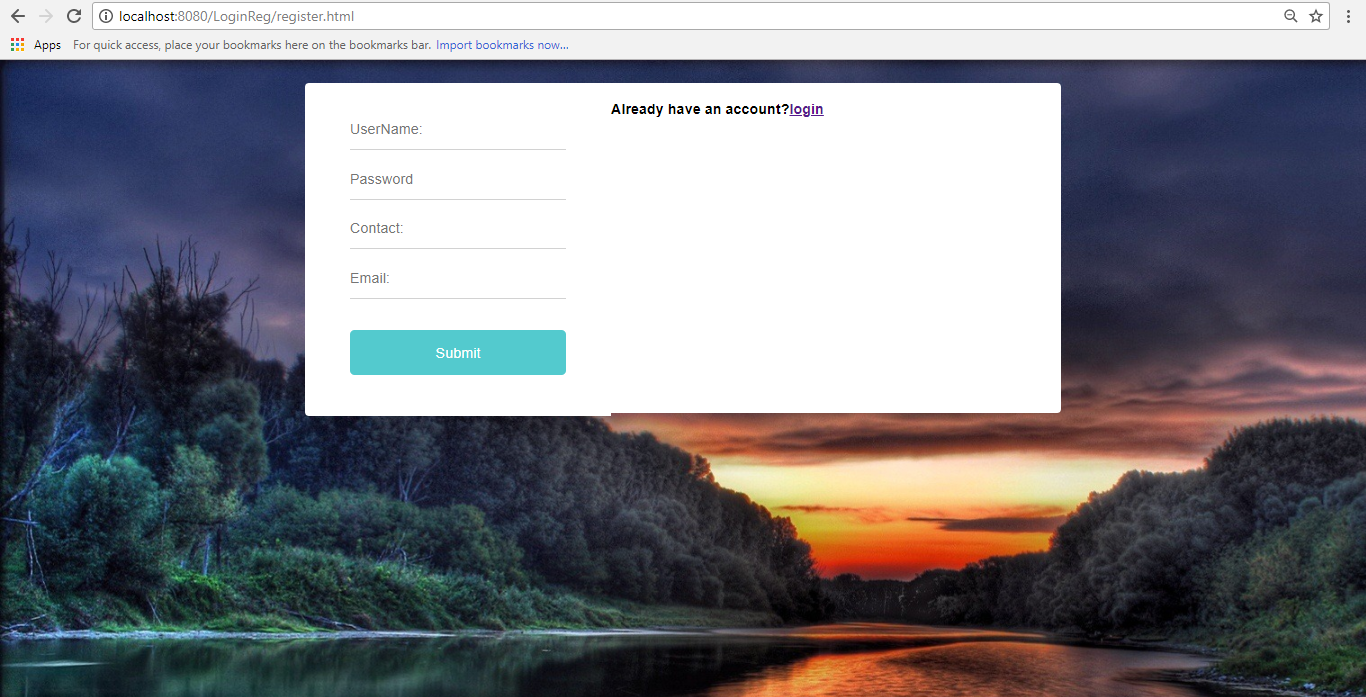 localhost:8080/LoginReg/register.html
Apps For quick access, place your bookmarks here on the bookmarks bar. Import bookmarks now...
Already have an account?login
UserName:
Password
Contact:
Email:
Submit